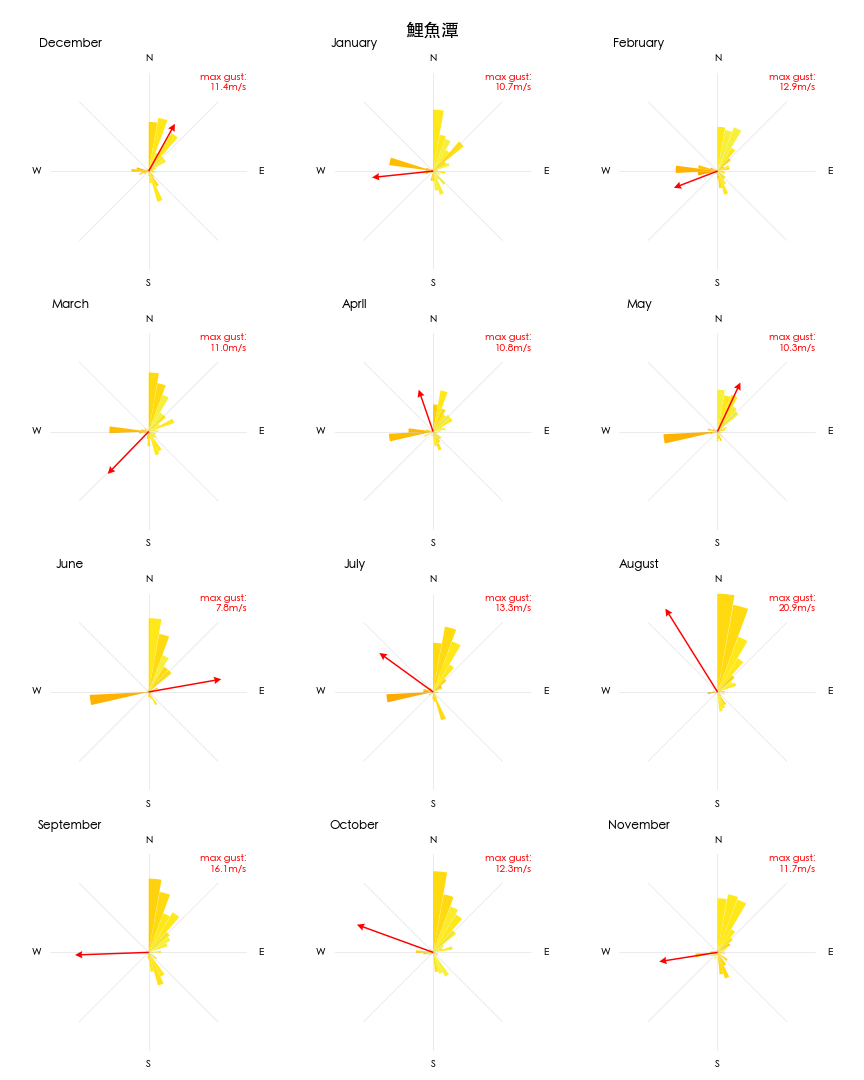 鯉魚潭
December
N
max gust:
11.4m/s
W
E
S
January
N
max gust:
10.7m/s
W
E
S
February
N
max gust:
12.9m/s
W
E
S
March
N
max gust:
11.0m/s
W
E
S
April
N
max gust:
10.8m/s
W
E
S
May
N
max gust:
10.3m/s
W
E
S
June
N
max gust:
7.8m/s
W
E
S
July
N
max gust:
13.3m/s
W
E
S
August
N
max gust:
20.9m/s
W
E
S
September
N
max gust:
16.1m/s
W
E
S
October
N
max gust:
12.3m/s
W
E
S
November
N
max gust:
11.7m/s
W
E
S